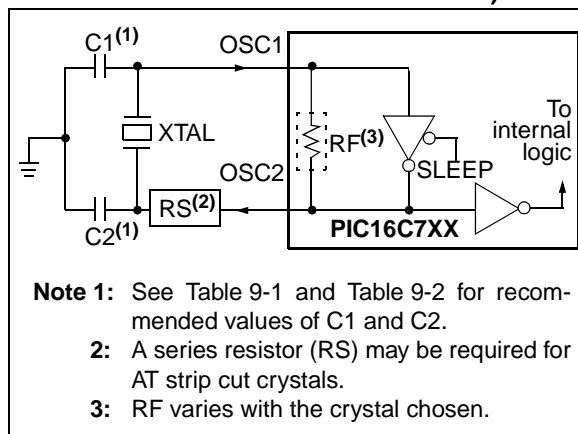 C1(1)
OSC1
XTAL
RF(3)
To
internal
logic
SLEEP
OSC2
RS(2)
C2(1)
PIC16C7XX
Note 1: See Table 9-1 and Table 9-2 for recom-
mended values of C1 and C2.
2: A series resistor (RS) may be required for
AT strip cut crystals.
3: RF varies with the crystal chosen.